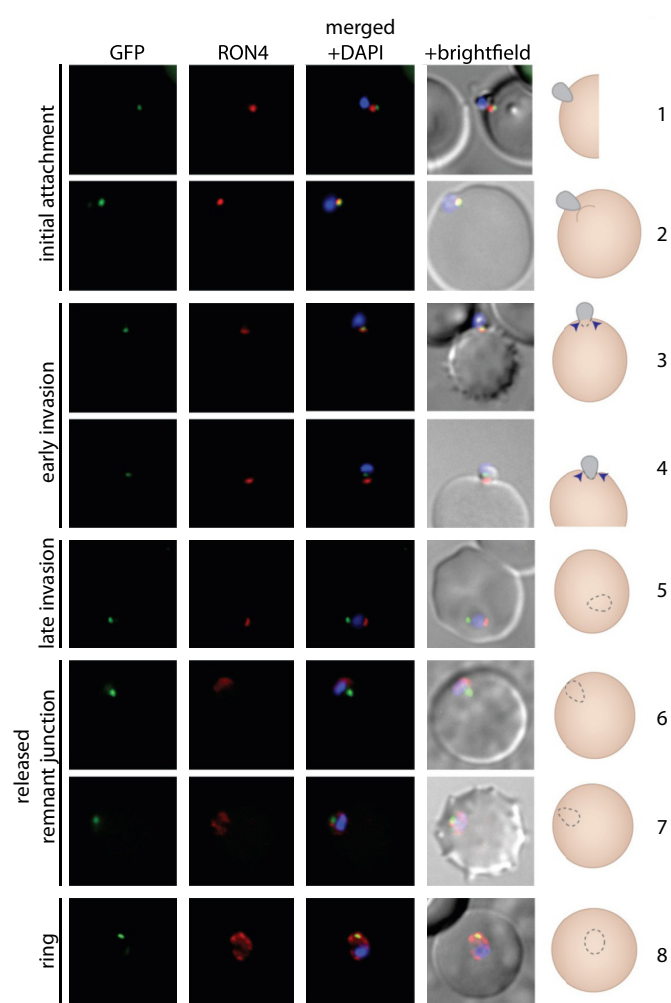 merged
GFP RON4 +DAPI +brightfield
initial attachment
1
2
early invasion
3
4
late invasion
5
released
remnant junction
6
7
ring
8